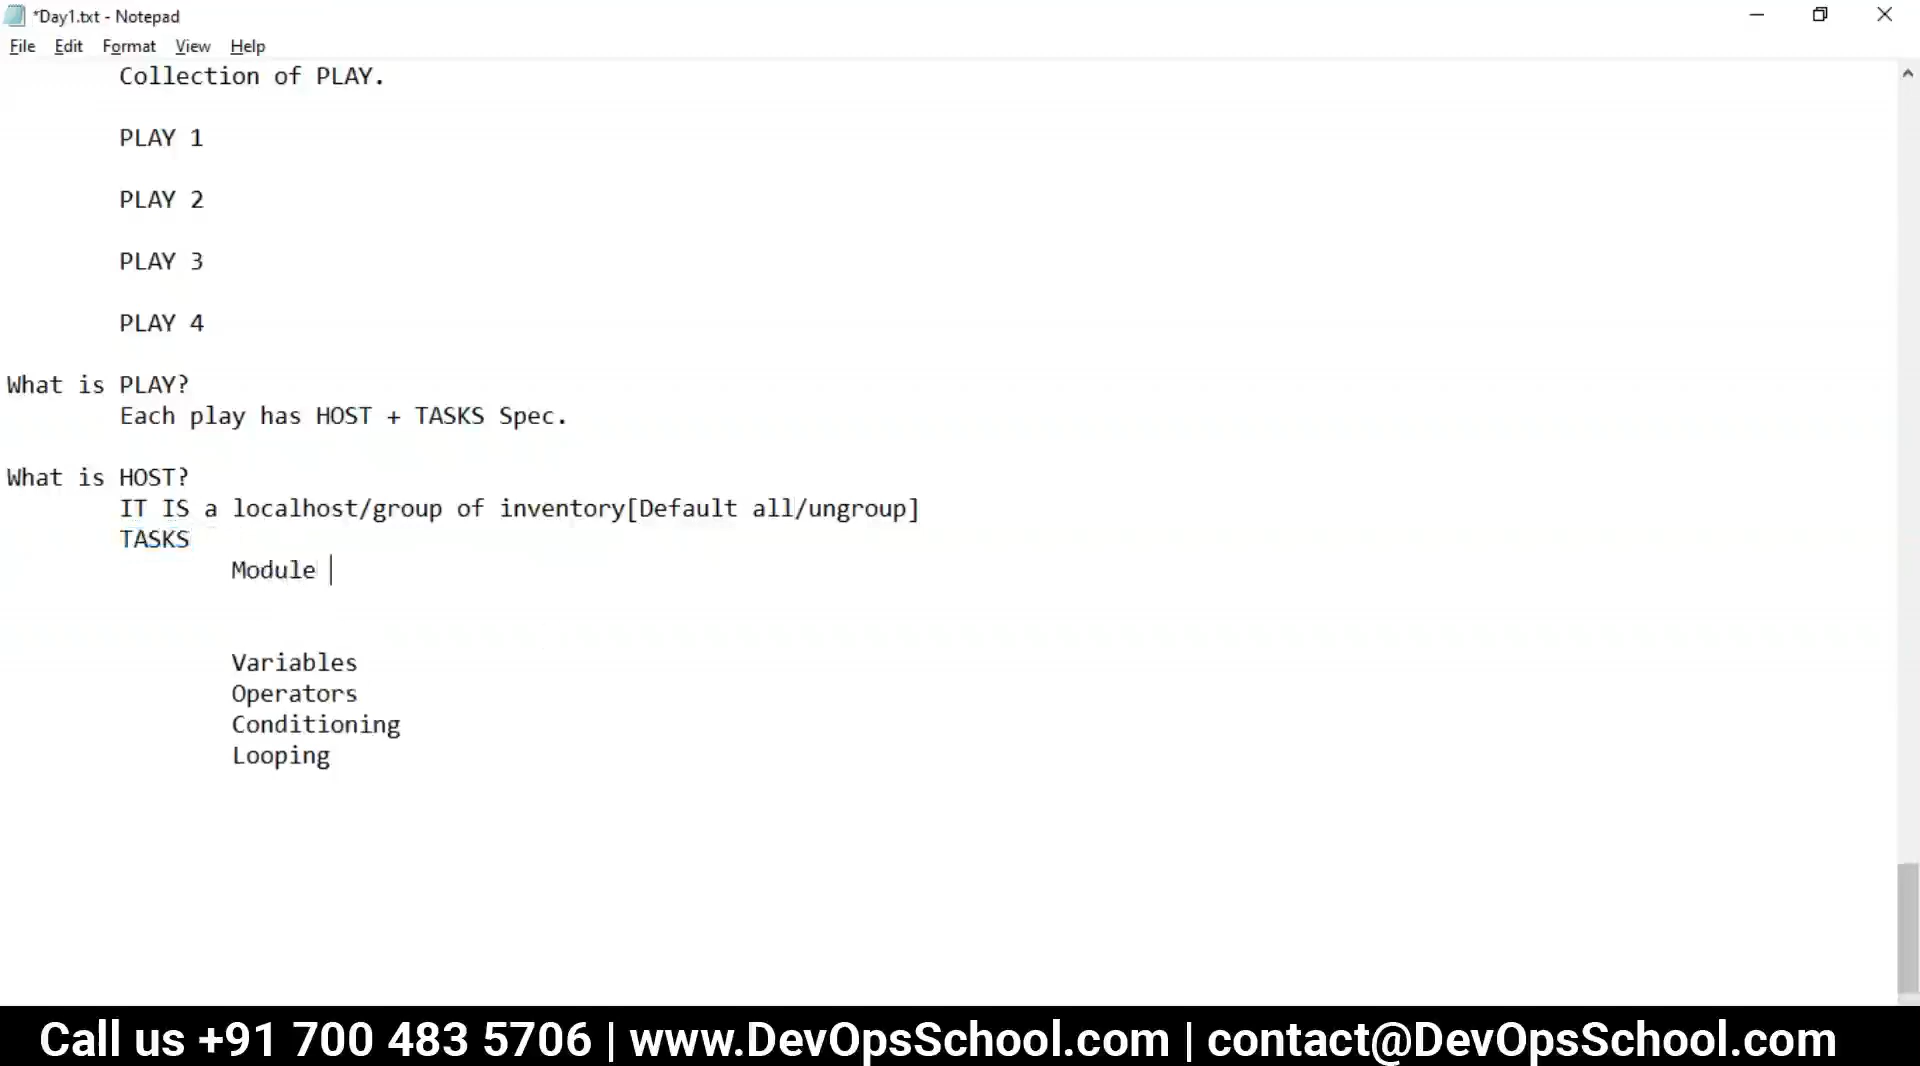 *Day1.txt - Notepad
File Edit Format View Help
Collection of PLAY.
PLAY 1
PLAY 2
PLAY 3
PLAY 4
What is PLAY?
Each play has HOST + TASKS Spec.
What is HOST?
IT IS a localhost/group of inventory[Default all/ungroup]
TASKS
Module
Variables
Operators
Conditioning
Looping
Call us +91 700 483 5706 | www.DevOpsSchool.com | contact@DevOpsSchool.com